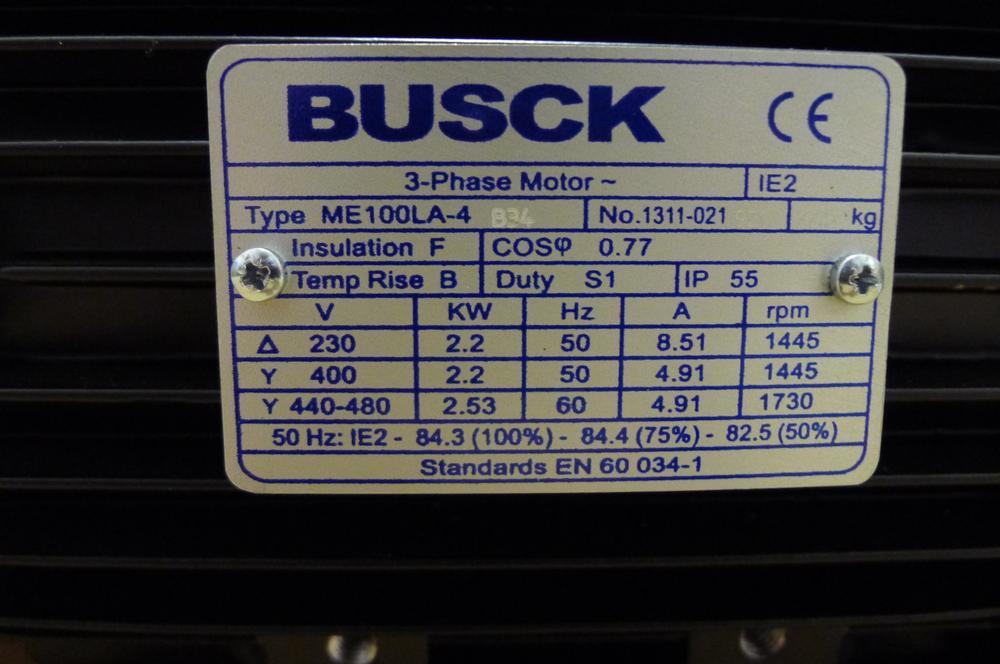 BUSCK CE
3-Phase Motor ~ IE2
Type ME100LA-4 B34 No.1311-021 kg
Insulation F COSφ 0.77
Temp Rise B Duty S1 IP 55
V KW Hz A rpm
Δ 230 2.2 50 8.51 1445
Y 400 2.2 50 4.91 1445
Y 440-480 2.53 60 4.91 1730
50 Hz: IE2 - 84.3 (100%) - 84.4 (75%) - 82.5 (50%)
Standards EN 60 034-1